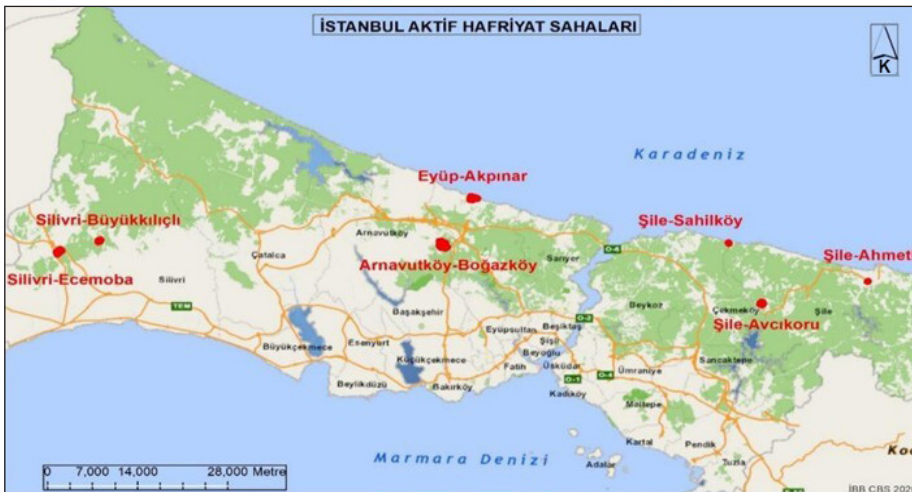 İSTANBUL AKTİF HAFRİYAT SAHALARI
K
Karadeniz
Eyüp-Akpınar
Silivri-Büyükkılıçlı
Şile-Sahilköy
Arnavutköy
O-6
Şile-Ahmet
Çatalca
Arnavutköy-Boğazköy
Sarıyer
Silivri-Ecemoba
Silivri
Beykoz
Çekmeköy
Şile
TEM
Başakşehir
Şile-Avcıkoru
Büyükçekmece
Esenyurt
Eyüpsultan
Beşiktaş
O-2
Şişli
Küçükçekmece
Beyoğlu
Sancaktepe
Fatih
Üsküdar
Ümraniye
O-4
O-1
Beylikdüzü
Bakırköy
Kadıköy
Maltepe
Kartal
Pendik
Marmara Denizi
Adalar
Tuzla
Koc
0 7,000 14,000 28,000 Metre
İBB CBS 202